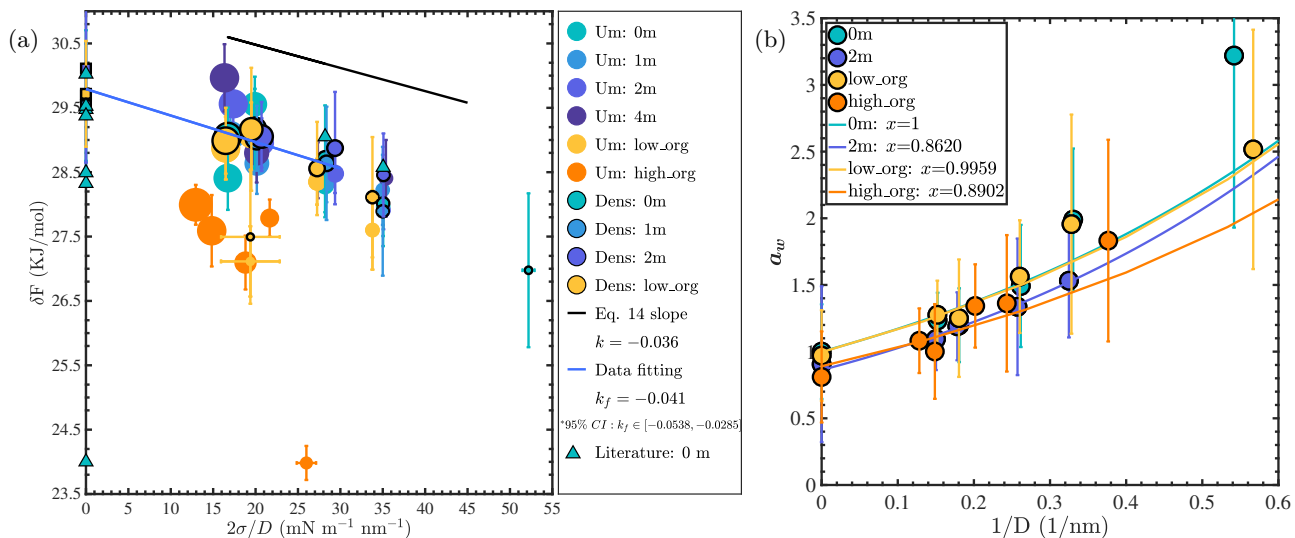 (a)
30.5
29.5
28.5
27.5
26.5
25.5
24.5
23.5
δF (KJ/mol)
0 5 10 15 20 25 30 35 40 45 50 55
2σ/D (mN m⁻¹ nm⁻¹)
Um: 0m
Um: 1m
Um: 2m
Um: 4m
Um: low_org
Um: high_org
Dens: 0m
Dens: 1m
Dens: 2m
Dens: low_org
Eq. 14 slope
k = −0.036
Data fitting
k_f = −0.041
*95% CI : k_f ∈ [−0.0538, −0.0285]
Literature: 0 m
(b)
3.5
3
2.5
2
1.5
1
0.5
0
a_w
0 0.1 0.2 0.3 0.4 0.5 0.6
1/D (1/nm)
0m
2m
low_org
high_org
0m: x=1
2m: x=0.8620
low_org: x=0.9959
high_org: x=0.8902